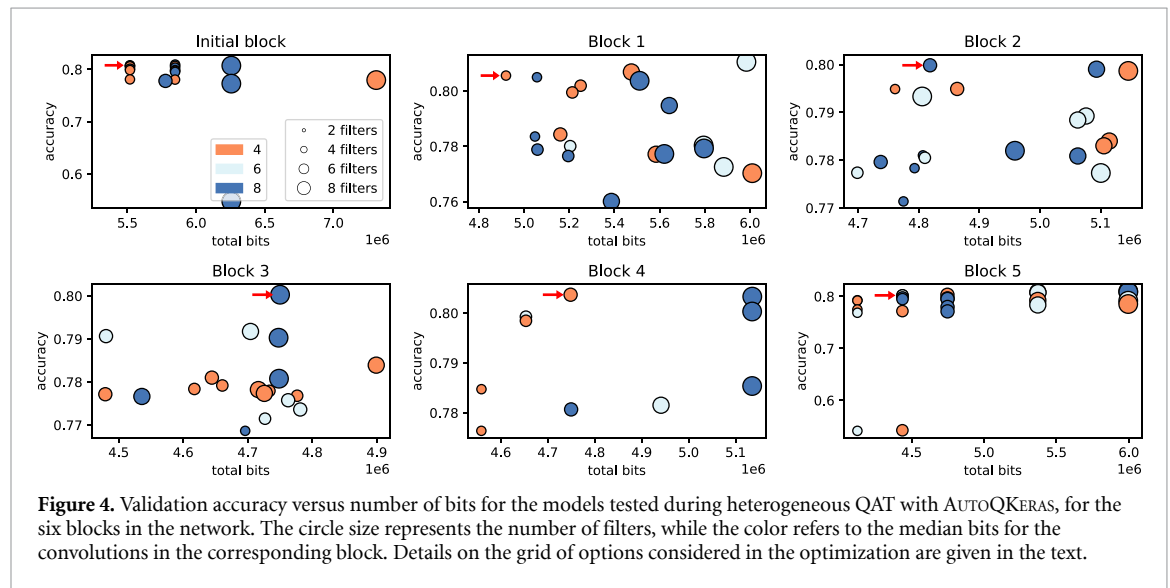 Initial block
accuracy
0.8
0.7
0.6
4
6
8
2 filters
4 filters
6 filters
8 filters
5.5 6.0 6.5 7.0
total bits 1e6
Block 1
accuracy
0.80
0.78
0.76
4.8 5.0 5.2 5.4 5.6 5.8 6.0
total bits 1e6
Block 2
accuracy
0.80
0.79
0.78
0.77
4.7 4.8 4.9 5.0 5.1
total bits 1e6
Block 3
accuracy
0.80
0.79
0.78
0.77
4.5 4.6 4.7 4.8 4.9
total bits 1e6
Block 4
accuracy
0.80
0.79
0.78
4.6 4.7 4.8 4.9 5.0 5.1
total bits 1e6
Block 5
accuracy
0.8
0.7
0.6
4.5 5.0 5.5 6.0
total bits 1e6
Figure 4. Validation accuracy versus number of bits for the models tested during heterogeneous QAT with AUTOQKERAS, for the
six blocks in the network. The circle size represents the number of filters, while the color refers to the median bits for the
convolutions in the corresponding block. Details on the grid of options considered in the optimization are given in the text.